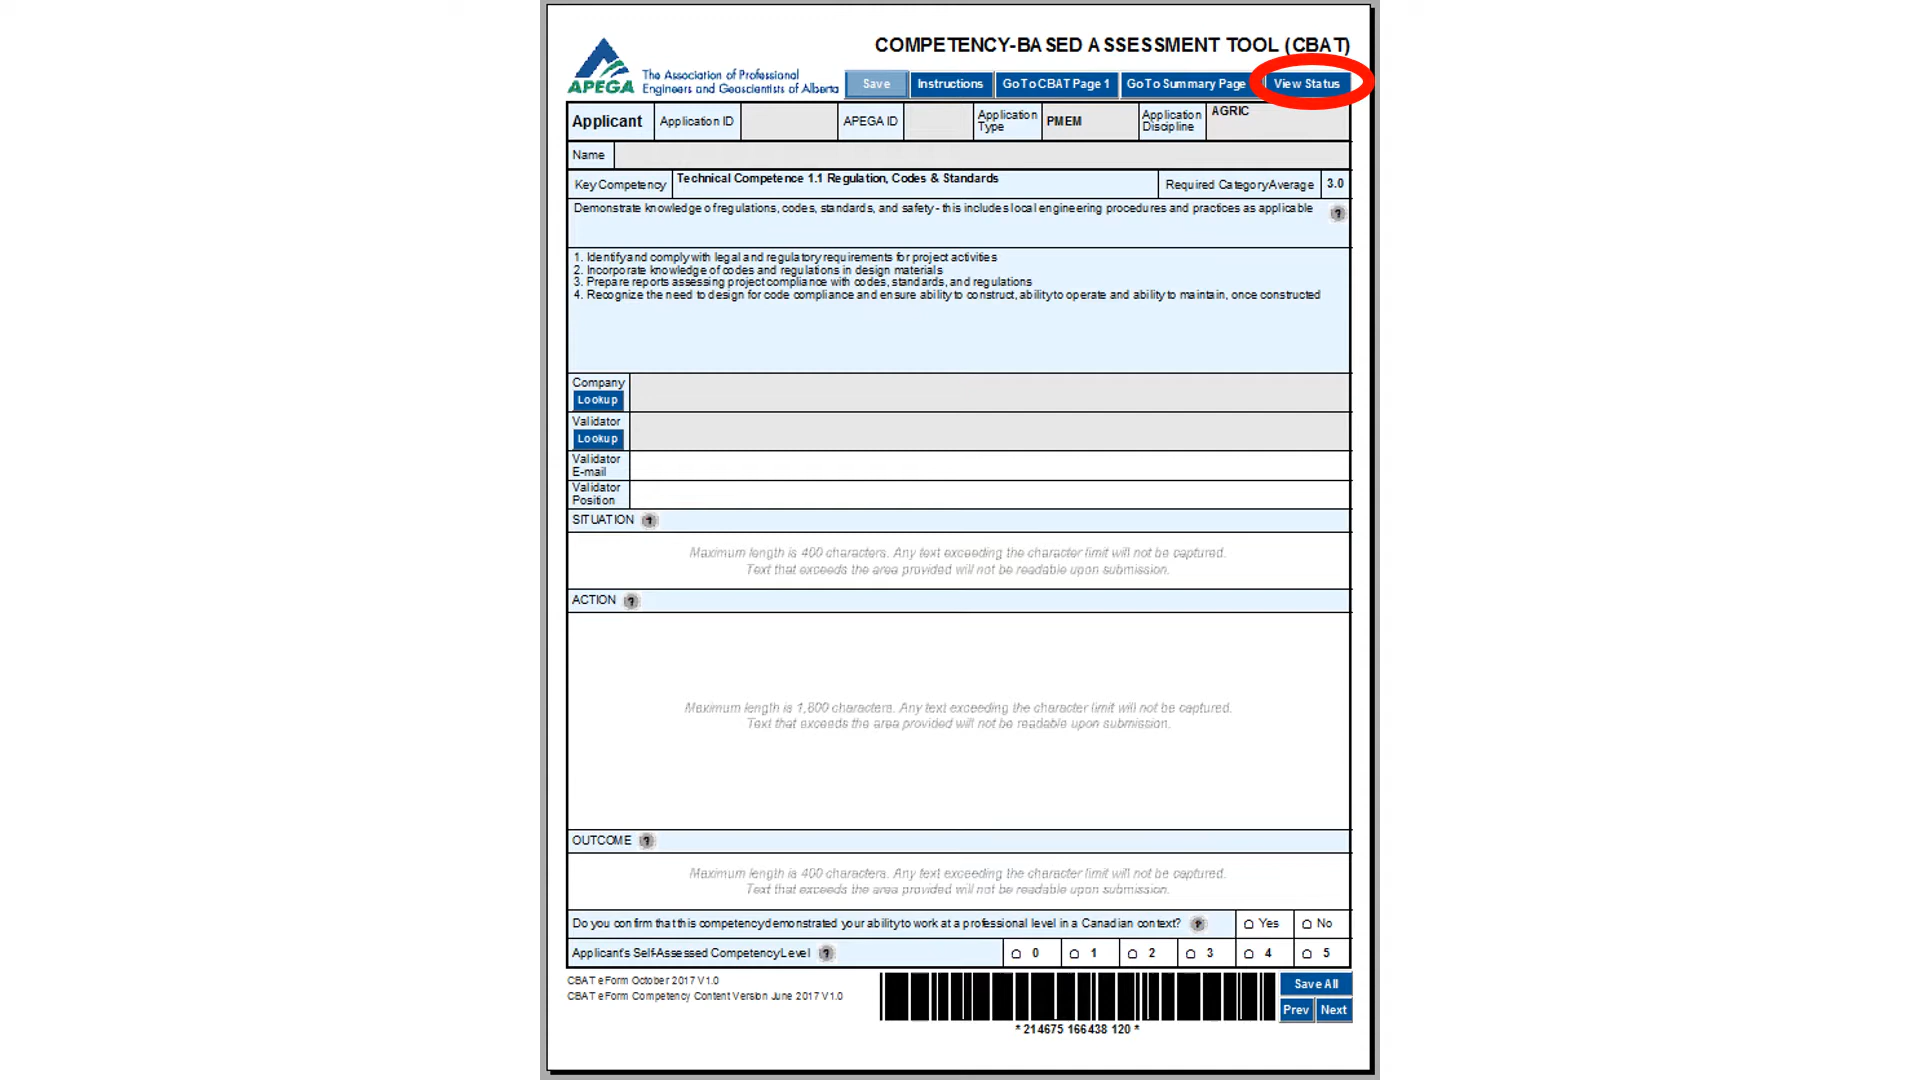 COMPETENCY-BASED ASSESSMENT TOOL (CBAT)
APEGA
The Association of Professional
Engineers and Geoscientists of Alberta
Save
Instructions
Go To CBAT Page 1
Go To Summary Page
View Status
Applicant
Application ID
APEGA ID
Application
Type
PMEM
Application
Discipline
AGRIC
Name
Key Competency
Technical Competence 1.1 Regulation, Codes & Standards
Required Category Average
3.0
Demonstrate knowledge of regulations, codes, standards, and safety - this includes local engineering procedures and practices as applicable
?
1. Identify and comply with legal and regulatory requirements for project activities
2. Incorporate knowledge of codes and regulations in design materials
3. Prepare reports assessing project compliance with codes, standards, and regulations
4. Recognize the need to design for code compliance and ensure ability to construct, ability to operate and ability to maintain, once constructed
Company
Lookup
Validator
Lookup
Validator
E-mail
Validator
Position
SITUATION ?
Maximum length is 400 characters. Any text exceeding the character limit will not be captured.
Text that exceeds the area provided will not be readable upon submission.
ACTION ?
Maximum length is 1,800 characters. Any text exceeding the character limit will not be captured.
Text that exceeds the area provided will not be readable upon submission.
OUTCOME ?
Maximum length is 400 characters. Any text exceeding the character limit will not be captured.
Text that exceeds the area provided will not be readable upon submission.
Do you confirm that this competency demonstrated your ability to work at a professional level in a Canadian context? ?
Yes
No
Applicant's Self-Assessed Competency Level ?
0
1
2
3
4
5
CBAT eForm October 2017 V1.0
CBAT eForm Competency Content Version June 2017 V1.0
* 214675 166438 120 *
Save All
Prev
Next